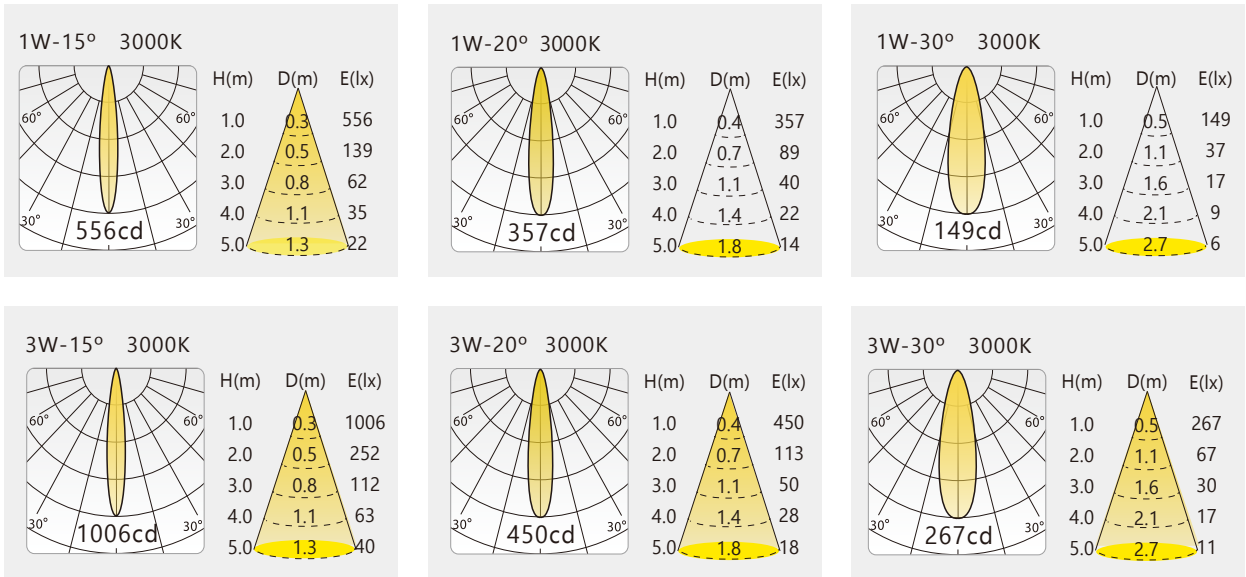 1W-15º 3000K
H(m) D(m) E(lx)
1.0 0.3 556
2.0 0.5 139
3.0 0.8 62
4.0 1.1 35
5.0 1.3 22
60°
30° 30°
556cd
1W-20º 3000K
H(m) D(m) E(lx)
1.0 0.4 357
2.0 0.7 89
3.0 1.1 40
4.0 1.4 22
5.0 1.8 14
60° 60°
30° 30°
357cd
1W-30º 3000K
H(m) D(m) E(lx)
1.0 0.5 149
2.0 1.1 37
3.0 1.6 17
4.0 2.1 9
5.0 2.7 6
60° 60°
30° 30°
149cd
3W-15º 3000K
H(m) D(m) E(lx)
1.0 0.3 1006
2.0 0.5 252
3.0 0.8 112
4.0 1.1 63
5.0 1.3 40
60° 60°
30° 30°
1006cd
3W-20º 3000K
H(m) D(m) E(lx)
1.0 0.4 450
2.0 0.7 113
3.0 1.1 50
4.0 1.4 28
5.0 1.8 18
60° 60°
30° 30°
450cd
3W-30º 3000K
H(m) D(m) E(lx)
1.0 0.5 267
2.0 1.1 67
3.0 1.6 30
4.0 2.1 17
5.0 2.7 11
60° 60°
30° 30°
267cd